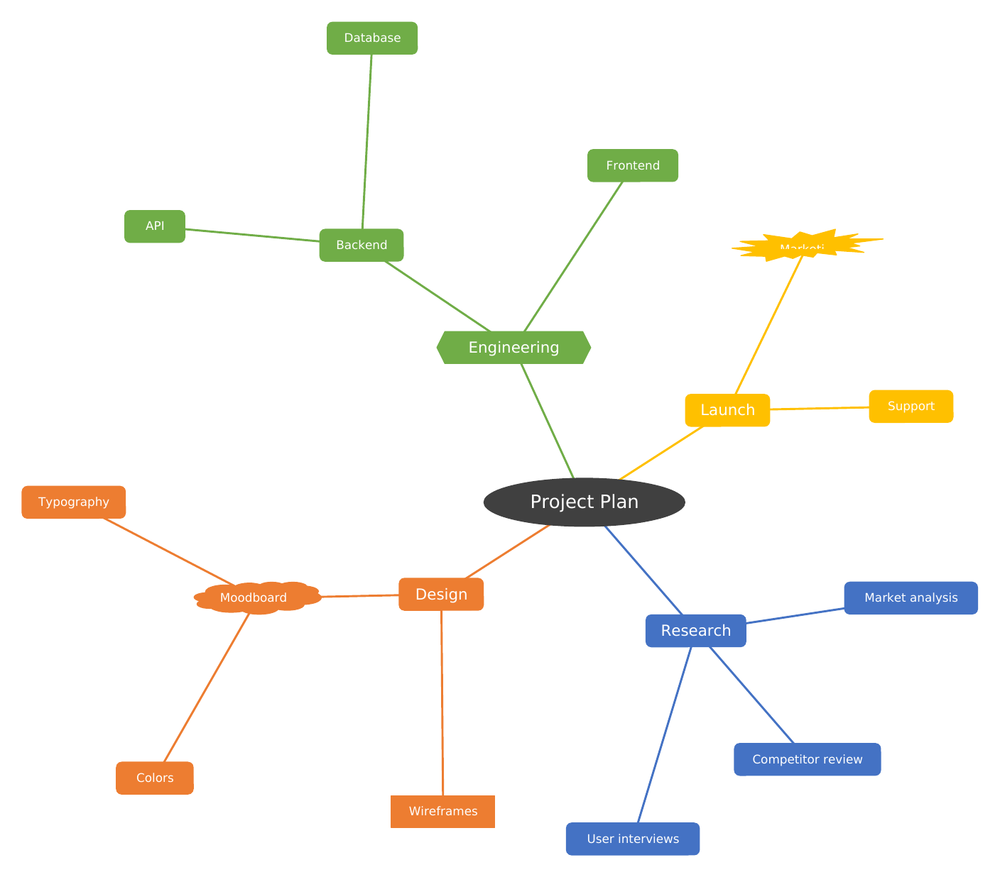 Database
Frontend
API
Backend
Marketi
Engineering
Support
Launch
Project Plan
Typography
Design
Moodboard
Market analysis
Research
Competitor review
Colors
Wireframes
User interviews